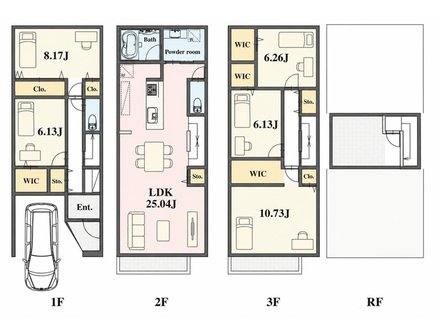 8.17J
Clo.
Clo.
6.13J
WIC
Sto.
Ent.
1F
Bath
Powder room
LDK
25.04J
Sto.
2F
WIC
6.26J
WIC
Sto.
6.13J
WIC
Clo.
10.73J
3F
RF